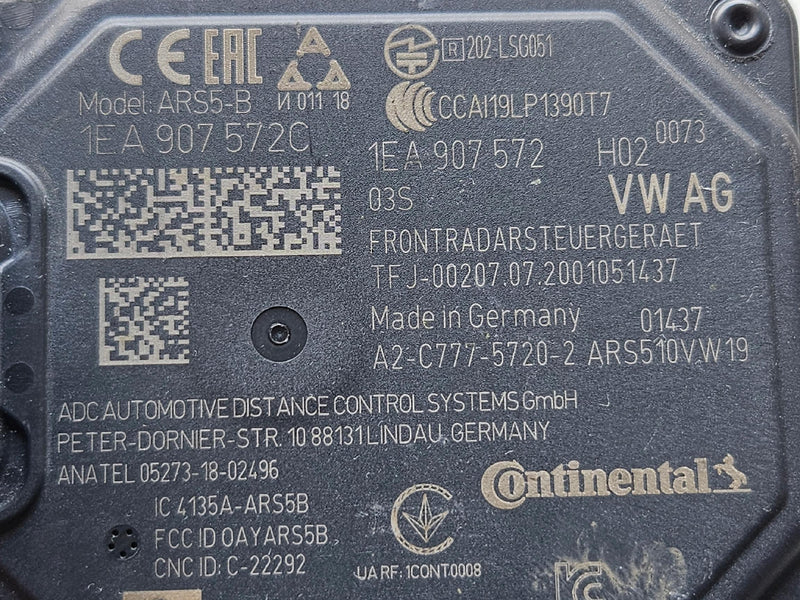 CE EAC
R 202-LSG051
Model: ARS5-B
И 011 18
CCAI19LP1390T7
1EA 907 572C
1EA 907 572 H02 0073
03S
VW AG
FRONTRADARSTEUERGERAET
TFJ-00207.07.2001051437
Made in Germany 01437
A2-C777-5720-2 ARS510VW19
ADC AUTOMOTIVE DISTANCE CONTROL SYSTEMS GmbH
PETER-DORNIER-STR. 10 88131 LINDAU, GERMANY
ANATEL 05273-18-02496
Continental
IC 4135A-ARS5B
FCC ID OAYARS5B
CNC ID: C-22292
UA RF: 1CONT0008